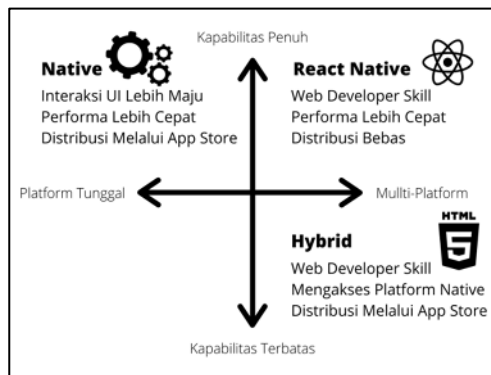 Kapabilitas Penuh
Native
Interaksi UI Lebih Maju
Performa Lebih Cepat
Distribusi Melalui App Store
React Native
Web Developer Skill
Performa Lebih Cepat
Distribusi Bebas
Platform Tunggal
Mullti-Platform
HTML
5
Hybrid
Web Developer Skill
Mengakses Platform Native
Distribusi Melalui App Store
Kapabilitas Terbatas